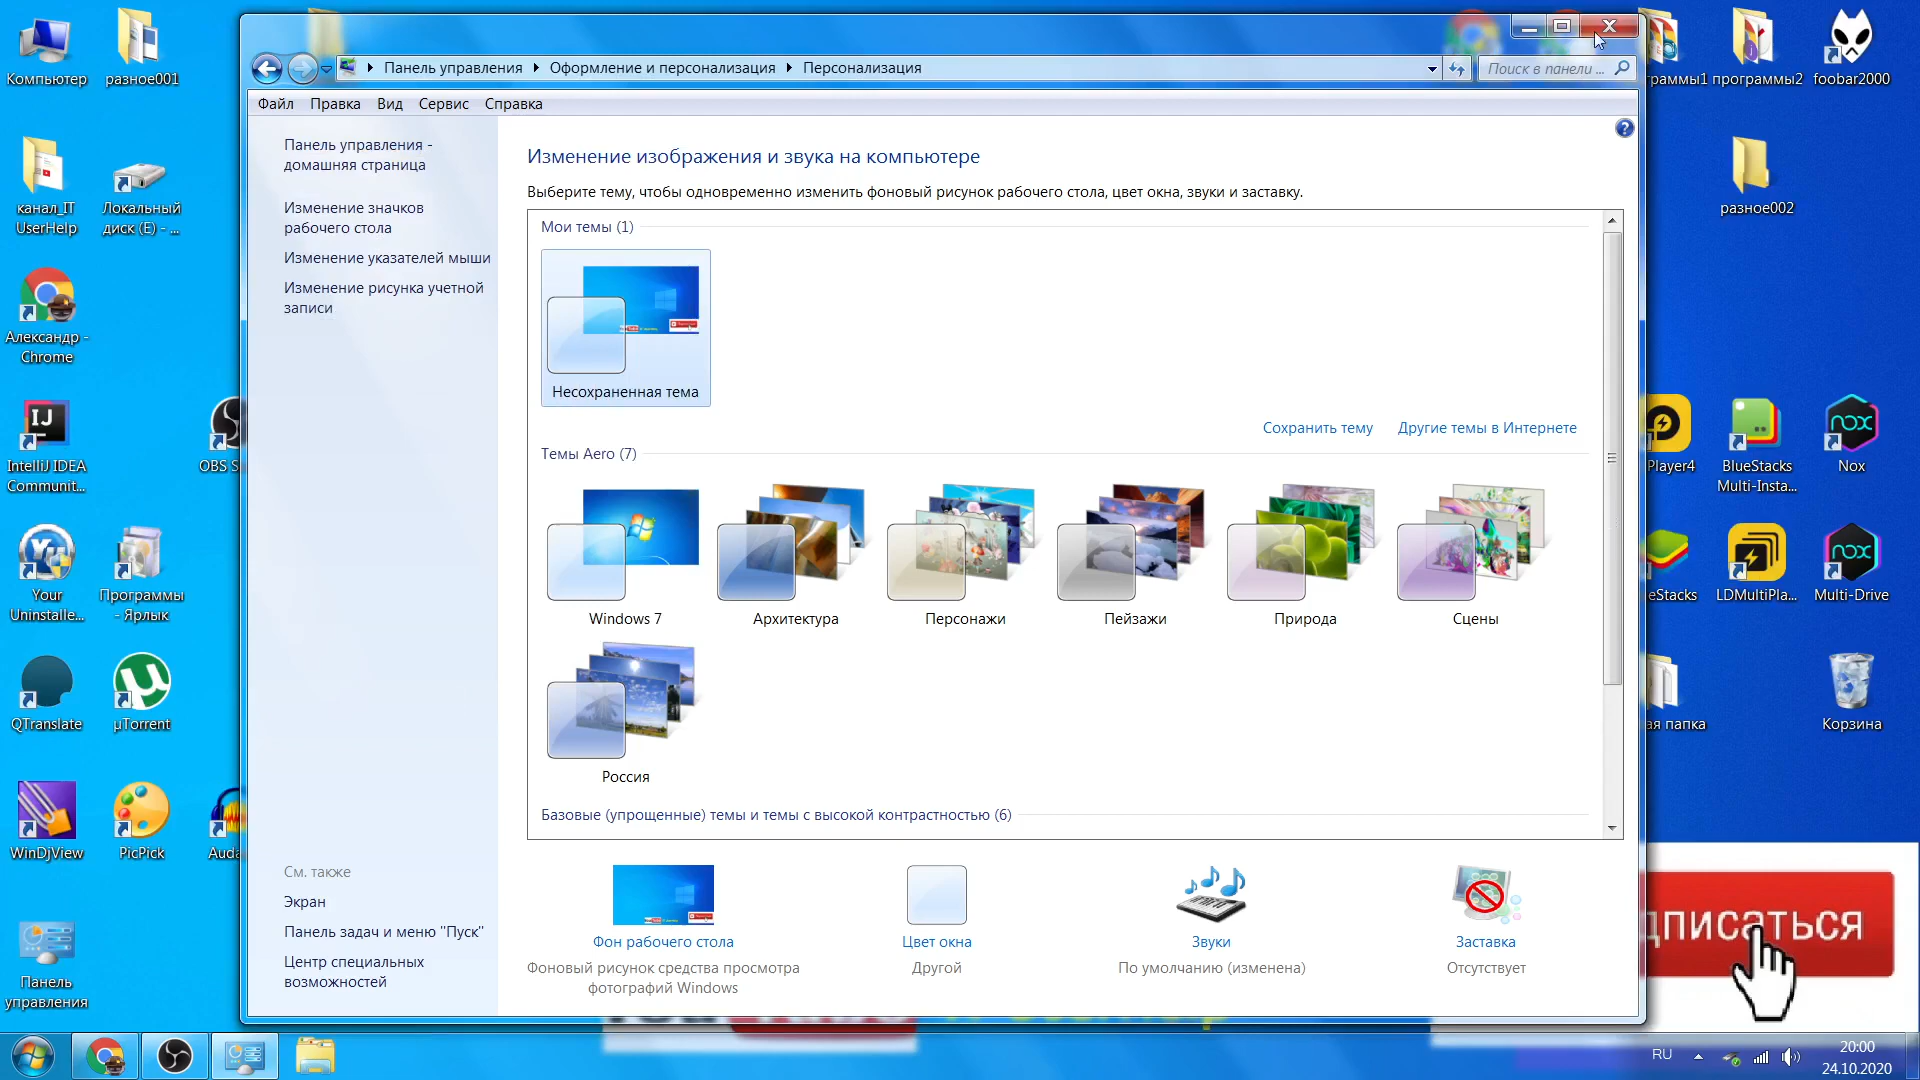 Компьютер
разное001
канал_IT
UserHelp
Локальный
диск (E) - ...
Александр -
Chrome
IntelliJ IDEA
Communit...
OBS S
Your
Uninstalle...
Программы
- Ярлык
QTranslate
µTorrent
WinDjView
PicPick
Auda
Панель
управления
Панель управления
Оформление и персонализация
Персонализация
Поиск в панели ...
Файл
Правка
Вид
Сервис
Справка
Панель управления -
домашняя страница
Изменение значков
рабочего стола
Изменение указателей мыши
Изменение рисунка учетной
записи
См. также
Экран
Панель задач и меню "Пуск"
Центр специальных
возможностей
Изменение изображения и звука на компьютере
Выберите тему, чтобы одновременно изменить фоновый рисунок рабочего стола, цвет окна, звуки и заставку.
Мои темы (1)
Несохраненная тема
Сохранить тему
Другие темы в Интернете
Темы Aero (7)
Windows 7
Архитектура
Персонажи
Пейзажи
Природа
Сцены
Россия
Базовые (упрощенные) темы и темы с высокой контрастностью (6)
Фон рабочего стола
Фоновый рисунок средства просмотра
фотографий Windows
Цвет окна
Другой
Звуки
По умолчанию (изменена)
Заставка
Отсутствует
граммы1
программы2
foobar2000
разное002
Player4
BlueStacks
Multi-Insta...
Nox
eStacks
LDMultiPla...
Multi-Drive
ая папка
Корзина
дписаться
RU
20:00
24.10.2020